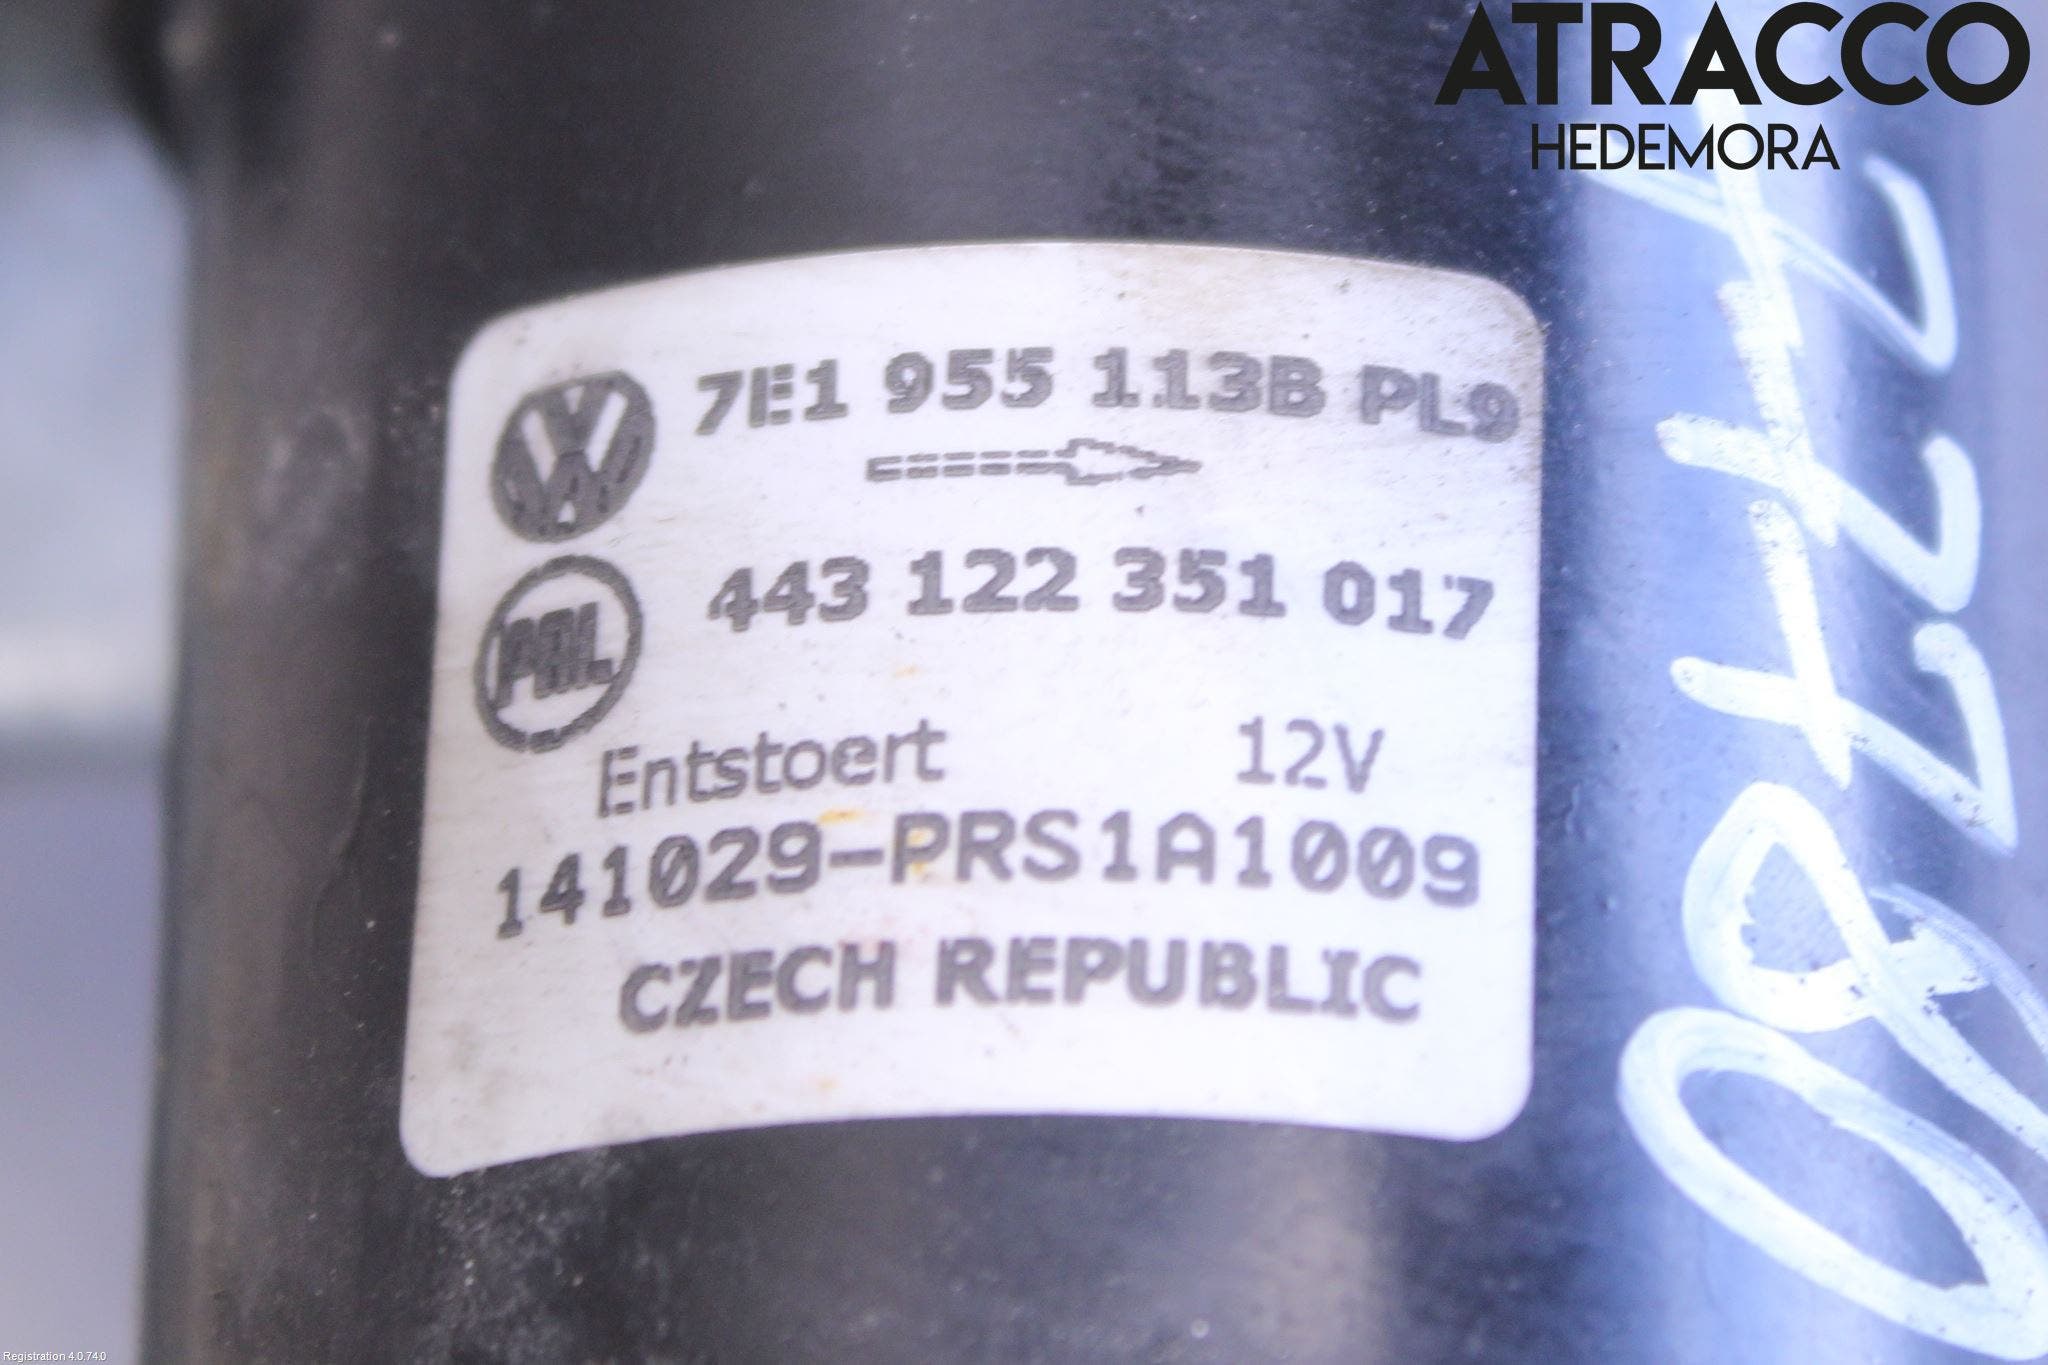 ATRACCO
HEDEMORA
7E1 955 113B PL9
443 122 351 017
PAL
Entstoert 12V
141029-PRS1A1009
CZECH REPUBLIC
Registration 4.0.74.0